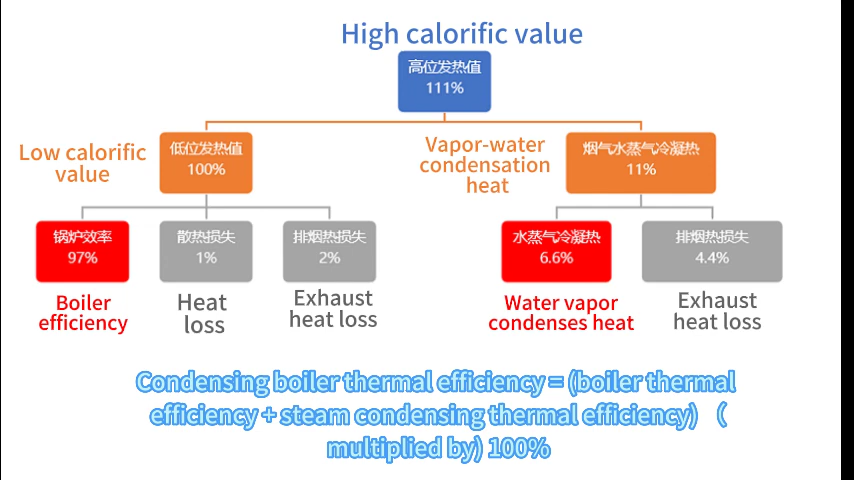 High calorific value
高位发热值
111%
Low calorific
value
低位发热值
100%
Vapor-water
condensation
heat
烟气水蒸气冷凝热
11%
锅炉效率
97%
散热损失
1%
排烟热损失
2%
水蒸气冷凝热
6.6%
排烟热损失
4.4%
Boiler
efficiency
Heat
loss
Exhaust
heat loss
Water vapor
condenses heat
Exhaust
heat loss
Condensing boiler thermal efficiency = (boiler thermal
efficiency + steam condensing thermal efficiency) （
multiplied by) 100%